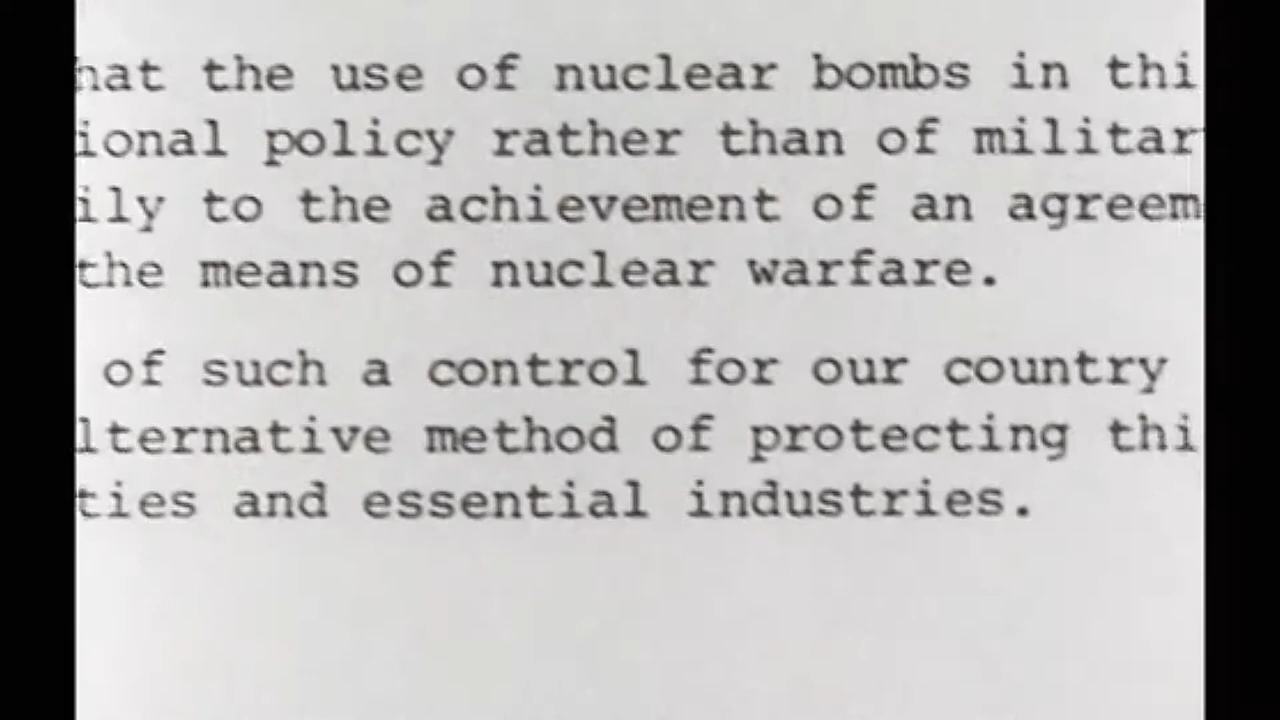 hat the use of nuclear bombs in thi
ional policy rather than of militar
ily to the achievement of an agreem
the means of nuclear warfare.
of such a control for our country
lternative method of protecting thi
ties and essential industries.